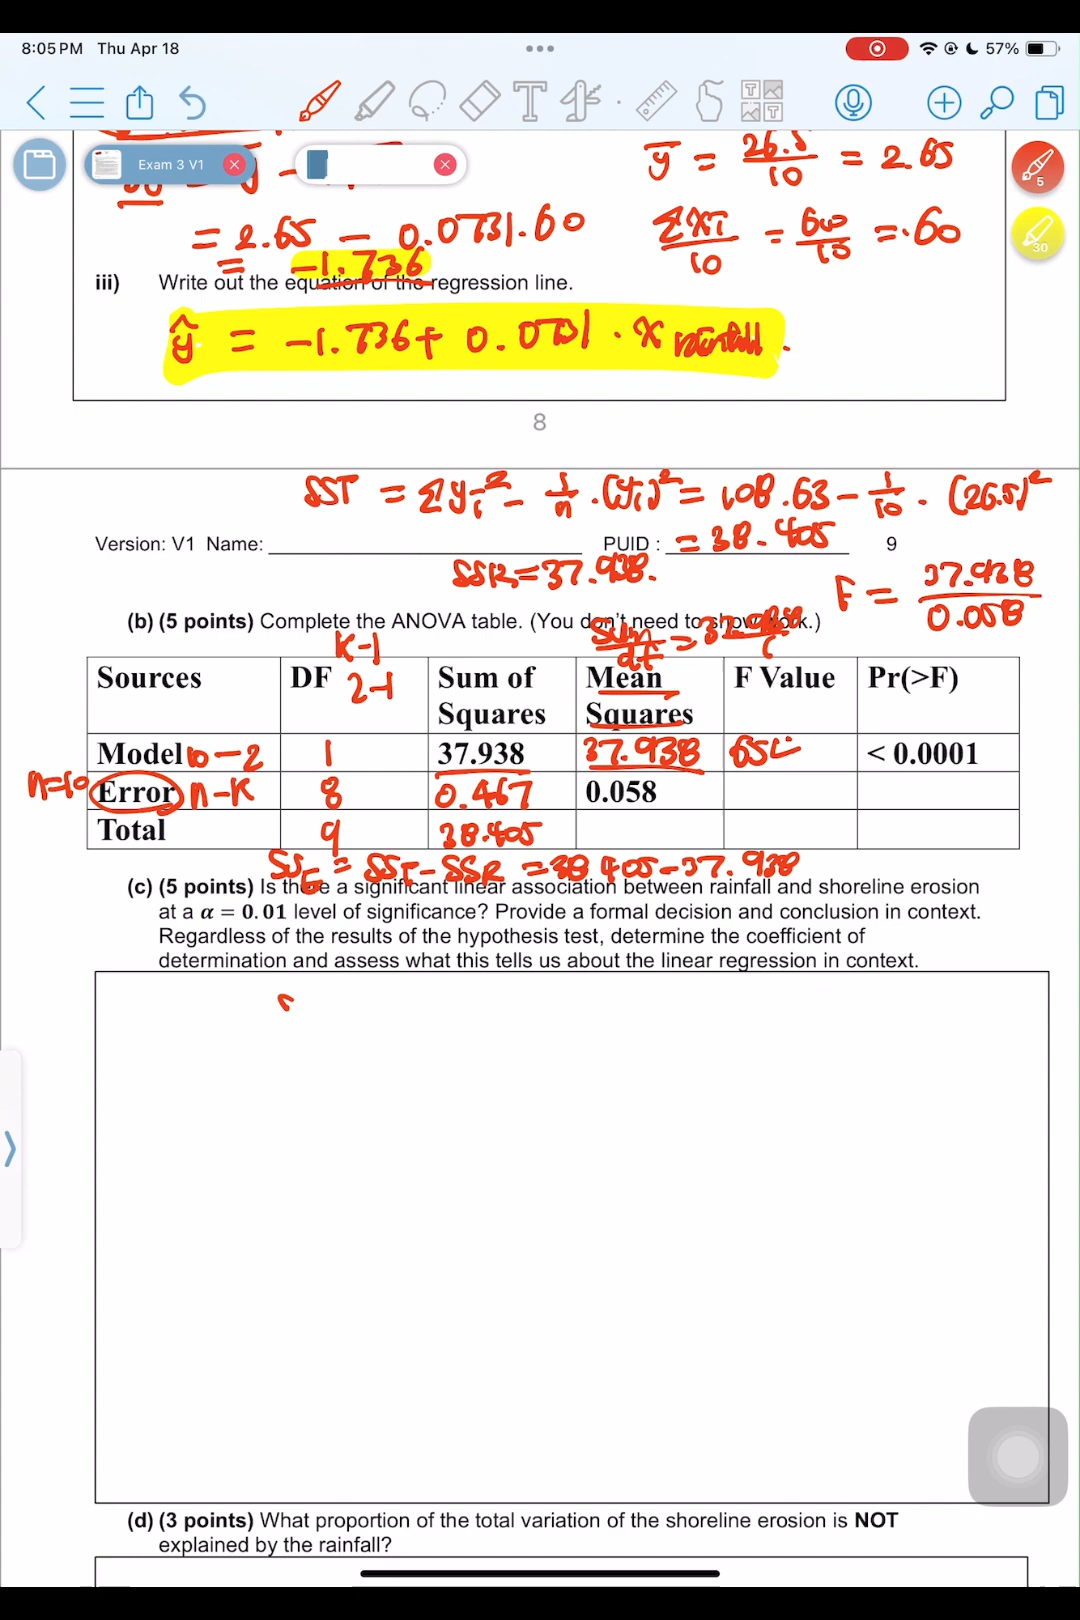 8:05 PM Thu Apr 18
57%
Exam 3 V1
5
30
ȳ = 26.5/10 = 2.65
= 2.65 − 0.0731·60
ΣXi/10 = 600/10 = 60
= −1.736
iii) Write out the equation of the regression line.
ŷ = −1.736 + 0.0731 · x rainfall.
8
SST = Σyi² − 1/n · (yi)² = 108.63 − 1/10 · (26.5)²
Version: V1 Name: PUID : = 38.405 9
SSR = 37.938.
F = 37.938/0.058
(b) (5 points) Complete the ANOVA table. (You don't need to show work.)
K−1
Sources DF 2−1 Sum of Squares Mean Squares F Value Pr(>F)
Model 10−2 1 37.938 37.938 654 < 0.0001
n=10 Error n−K 8 0.467 0.058
Total 9 38.405
SSE = SST − SSR = 38.405 − 37.938
(c) (5 points) Is there a significant linear association between rainfall and shoreline erosion
at a α = 0.01 level of significance? Provide a formal decision and conclusion in context.
Regardless of the results of the hypothesis test, determine the coefficient of
determination and assess what this tells us about the linear regression in context.
(d) (3 points) What proportion of the total variation of the shoreline erosion is NOT
explained by the rainfall?